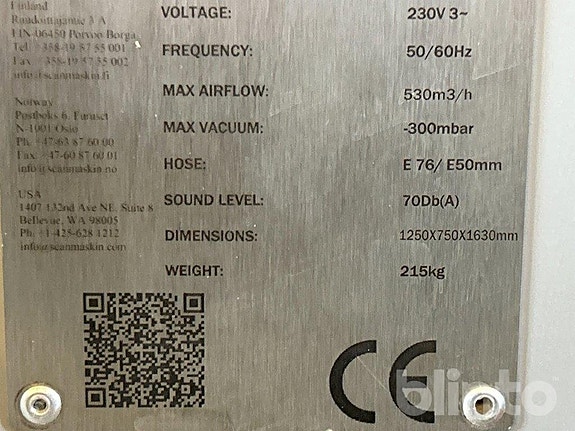 Finland
Ruukintajantie 3 A
FIN-06450 Porvoo-Borga
Tel +358-19 57 55 001
Fax +358-19 57 35 002
info@scanmaskin.fi
Norway
Postboks 6, Furuset
N-1001 Oslo
Ph. +47-63 87 60 00
Fax +47-60 87 60 01
info@scanmaskin.no
USA
1407 132nd Ave NE, Suite 8
Bellevue, WA 98005
Ph +1-425-628 1212
info@scanmaskin.com
VOLTAGE: 230V 3~
FREQUENCY: 50/60Hz
MAX AIRFLOW: 530m3/h
MAX VACUUM: -300mbar
HOSE: E 76/ E50mm
SOUND LEVEL: 70Db(A)
DIMENSIONS: 1250X750X1630mm
WEIGHT: 215kg
CE
blinto